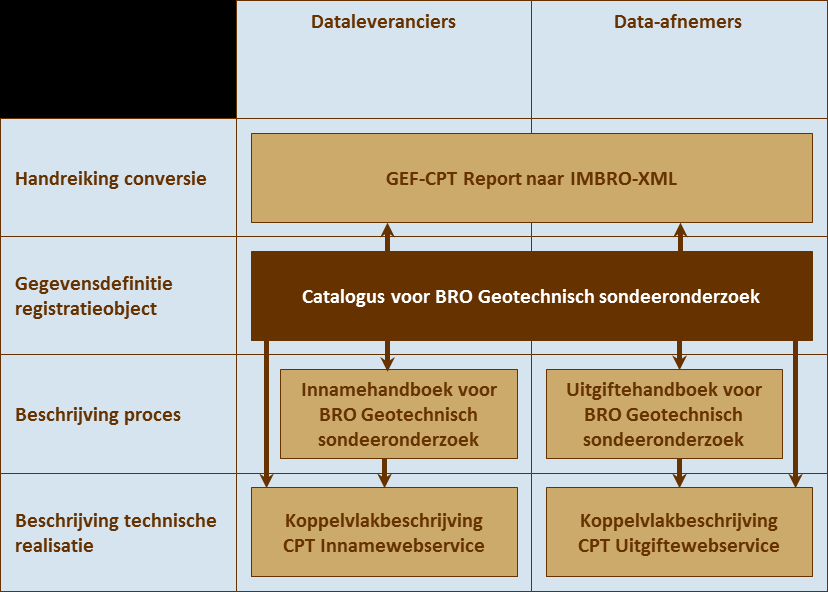 Dataleveranciers
Data-afnemers
Handreiking conversie
GEF-CPT Report naar IMBRO-XML
Gegevensdefinitie
registratieobject
Catalogus voor BRO Geotechnisch sondeeronderzoek
Beschrijving proces
Innamehandboek voor
BRO Geotechnisch
sondeeronderzoek
Uitgiftehandboek voor
BRO Geotechnisch
sondeeronderzoek
Beschrijving technische
realisatie
Koppelvlakbeschrijving
CPT Innamewebservice
Koppelvlakbeschrijving
CPT Uitgiftewebservice